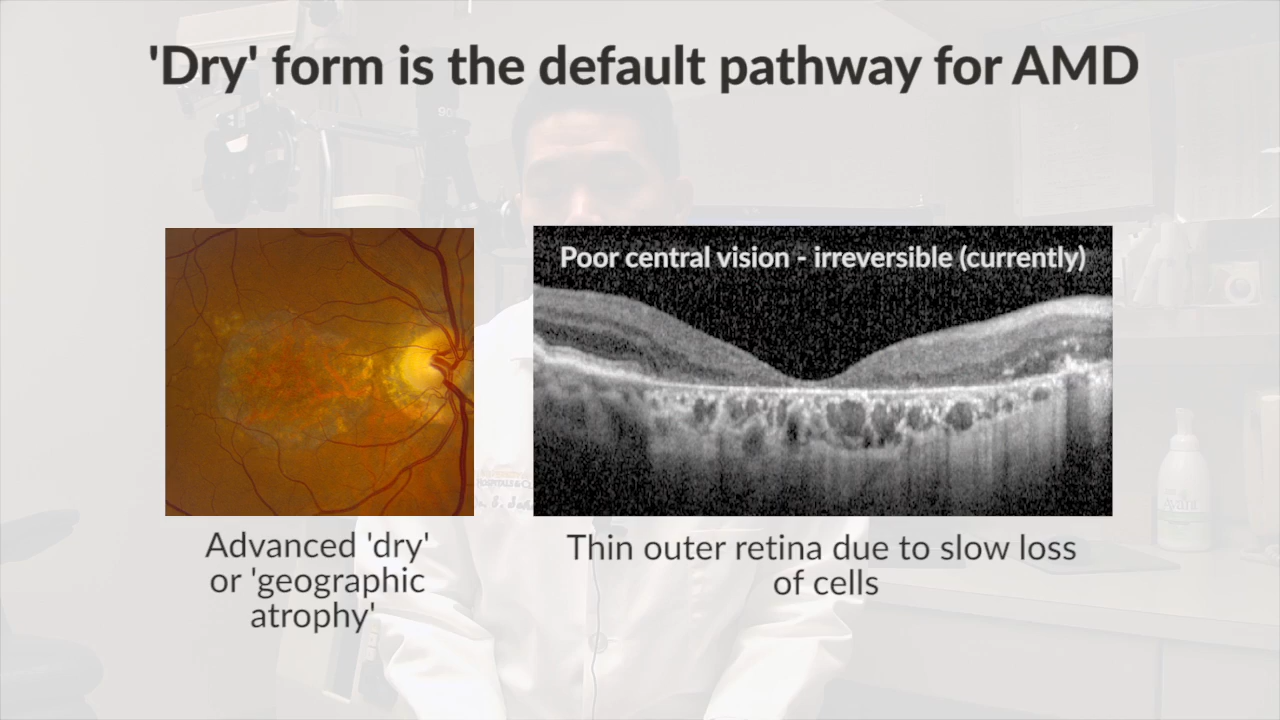 'Dry' form is the default pathway for AMD
Poor central vision - irreversible (currently)
Advanced 'dry'
or 'geographic
atrophy'
Thin outer retina due to slow loss
of cells